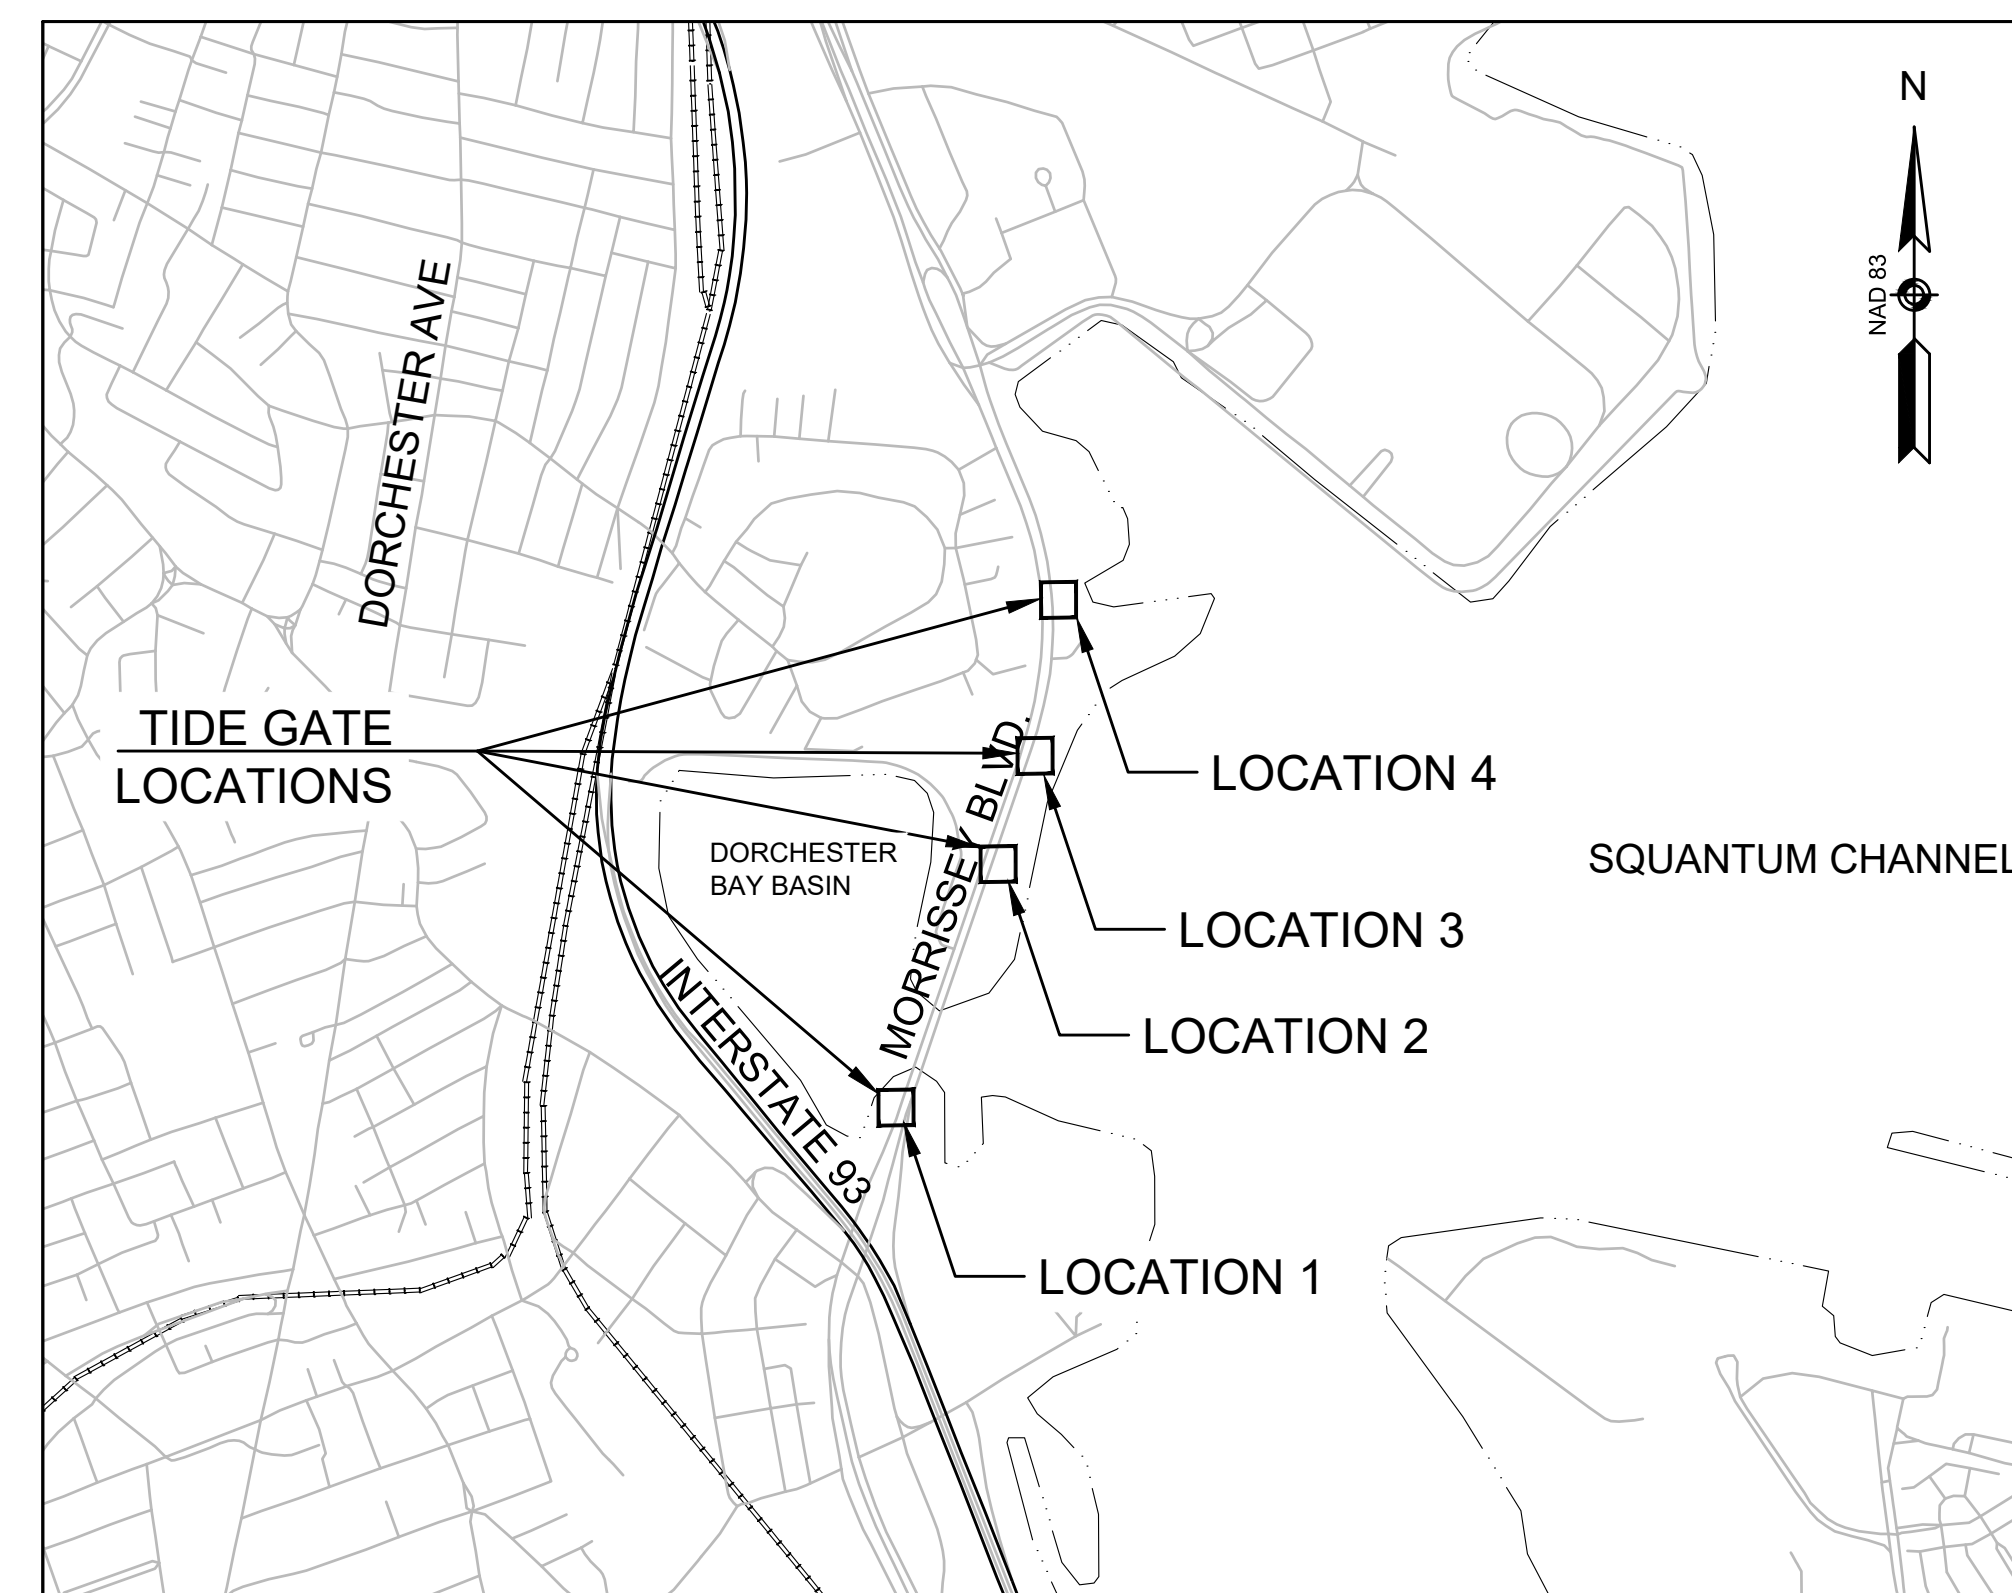 N
NAD 83
DORCHESTER AVE
TIDE GATE
LOCATIONS
MORRISSEY BLVD.
LOCATION 4
DORCHESTER
BAY BASIN
SQUANTUM CHANNEL
LOCATION 3
LOCATION 2
INTERSTATE 93
LOCATION 1